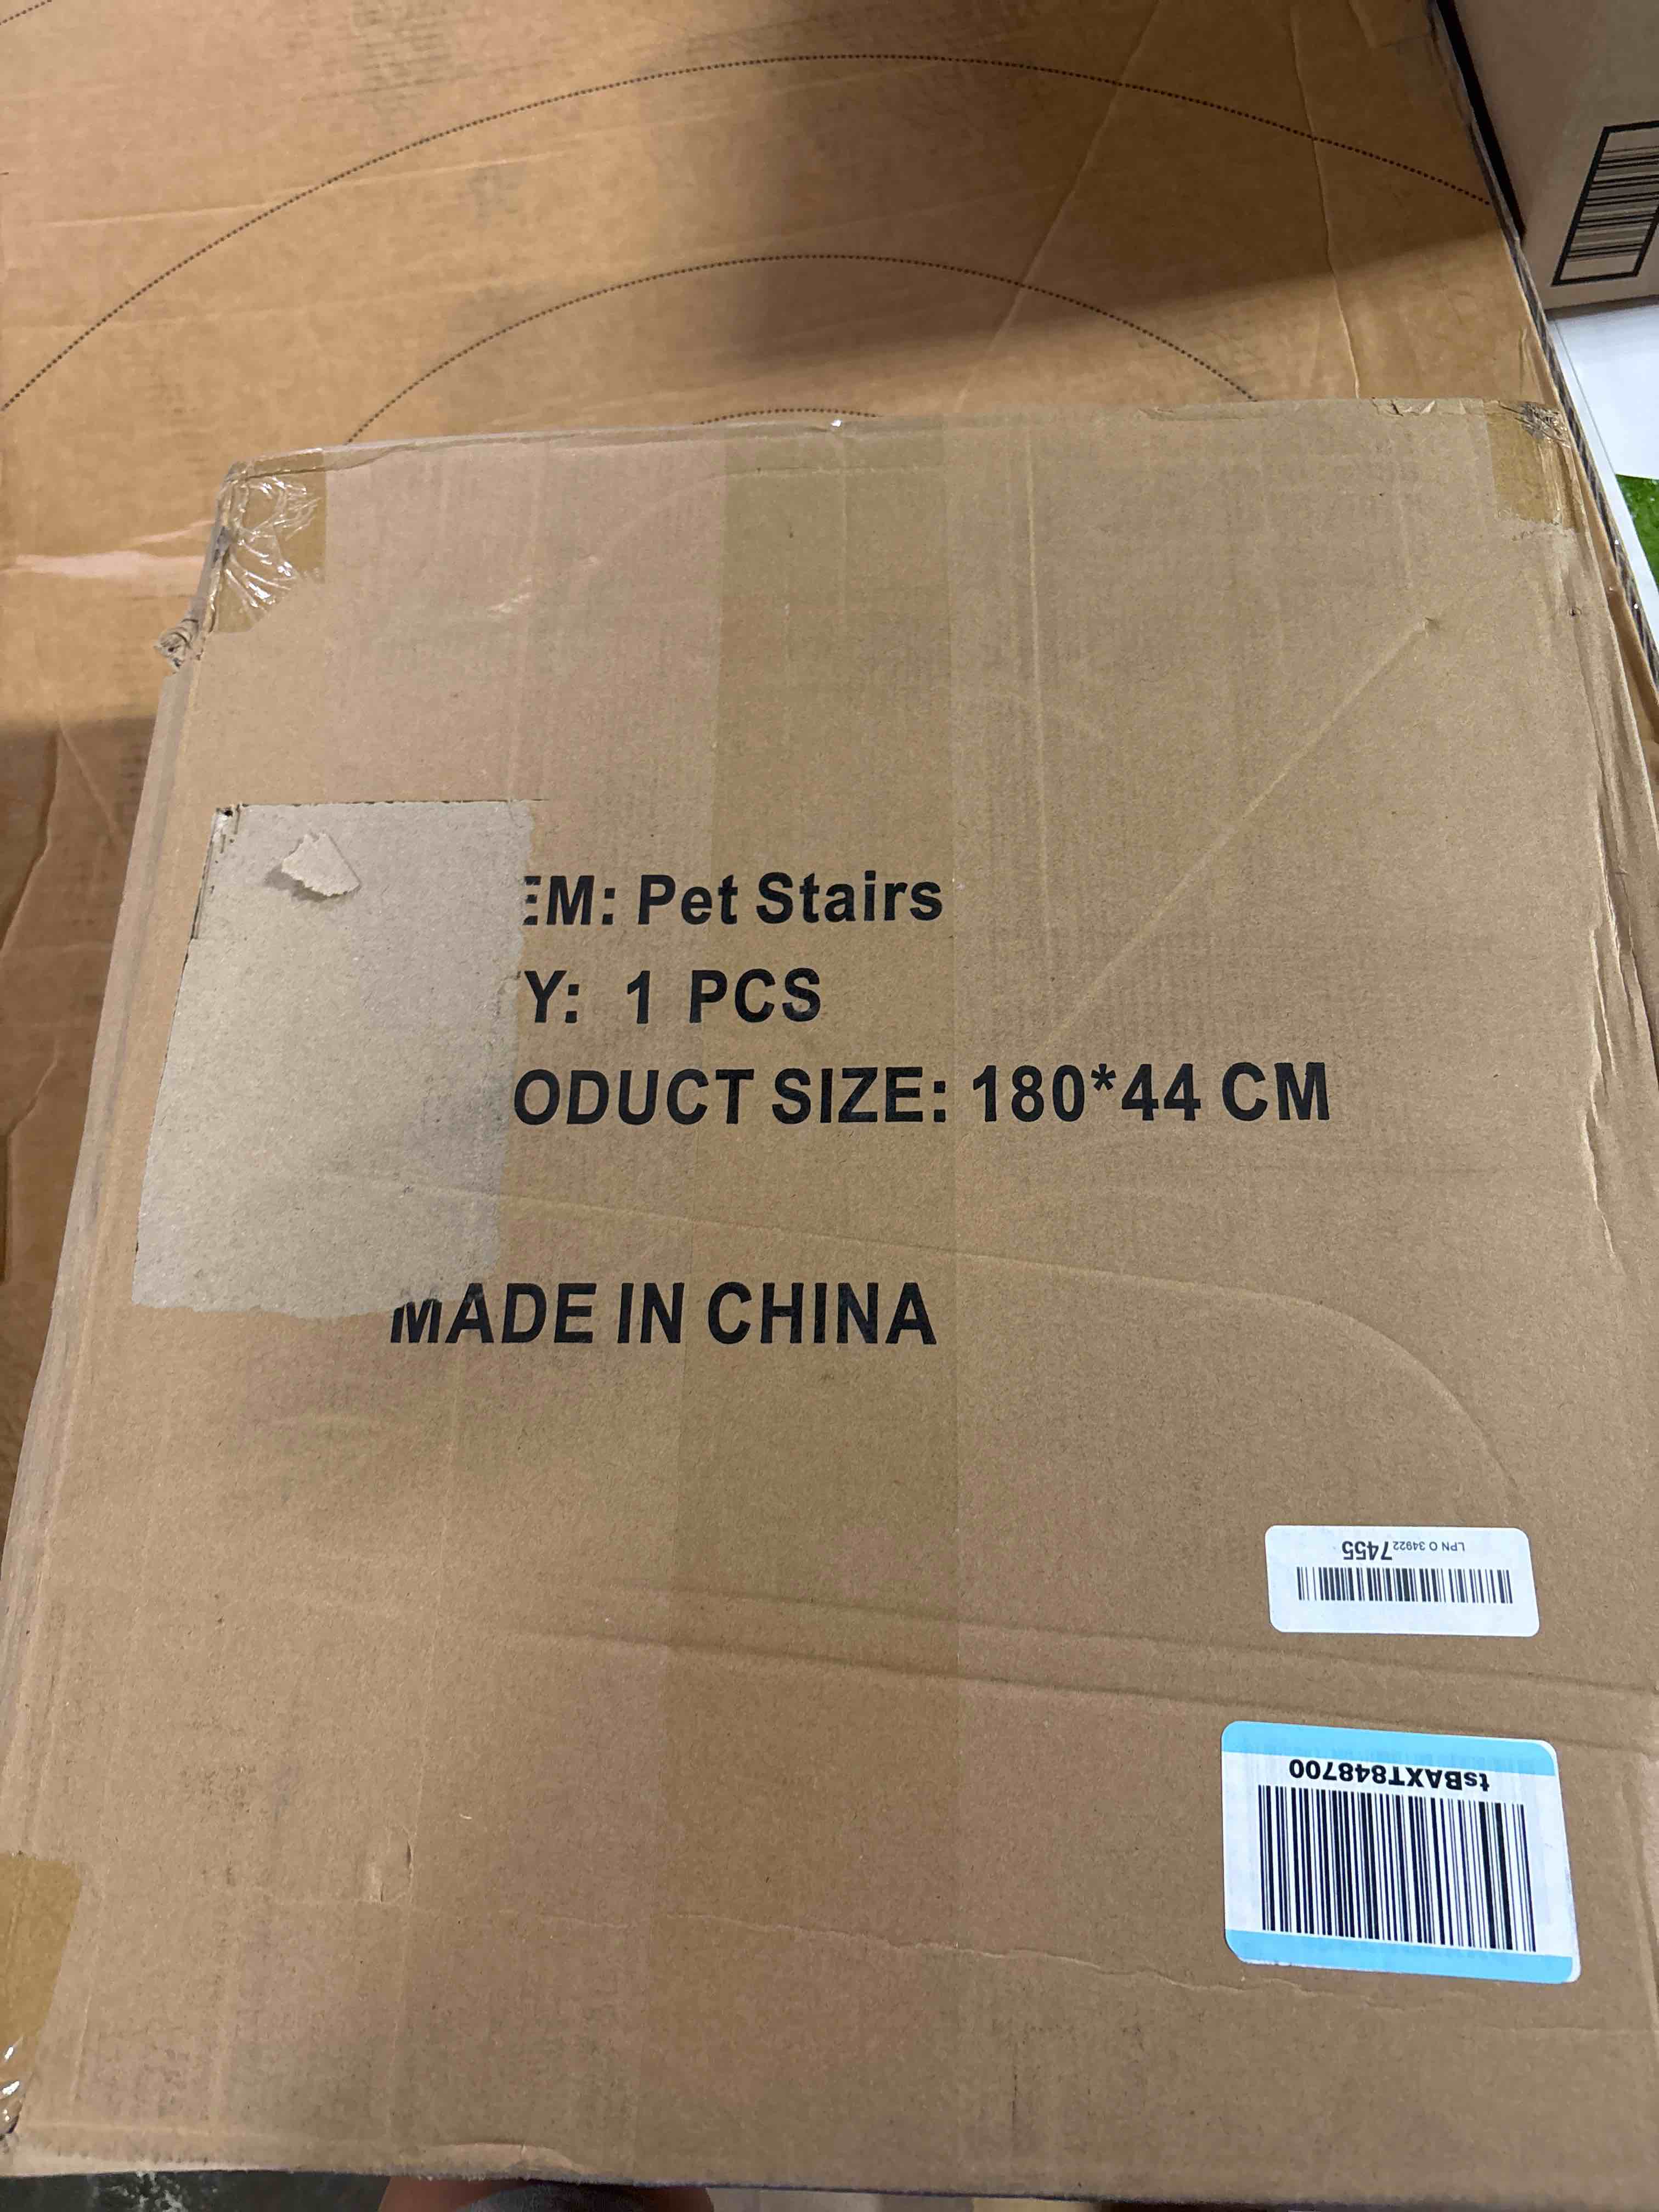 EM: Pet Stairs
Y: 1 PCS
ODUCT SIZE: 180*44 CM
MADE IN CHINA
LPN O 34922 7455
tsBAXT848700